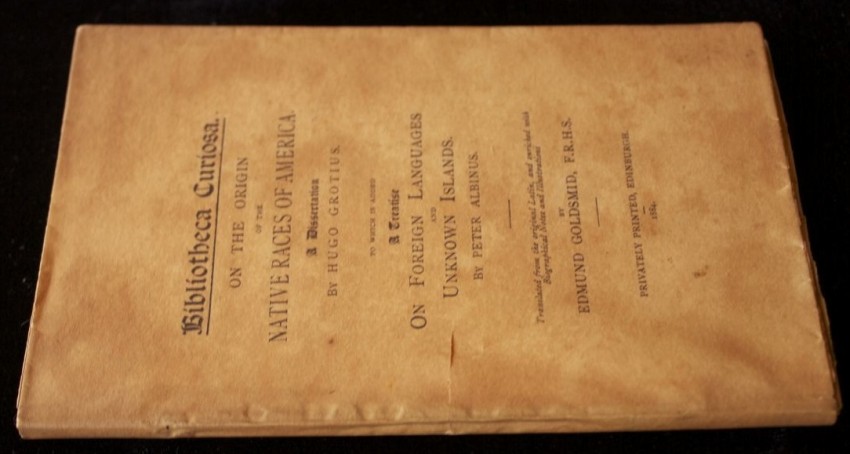 Bibliotheca Curiosa.
ON THE ORIGIN
OF THE
NATIVE RACES OF AMERICA.
A Dissertation
BY HUGO GROTIUS.
TO WHICH IS ADDED
A Treatise
ON FOREIGN LANGUAGES
AND
UNKNOWN ISLANDS.
BY PETER ALBINUS.
Translated from the original Latin, and enriched with
Biographical Notes and Illustrations
BY
EDMUND GOLDSMID, F.R.H.S.
PRIVATELY PRINTED, EDINBURGH.
1884.